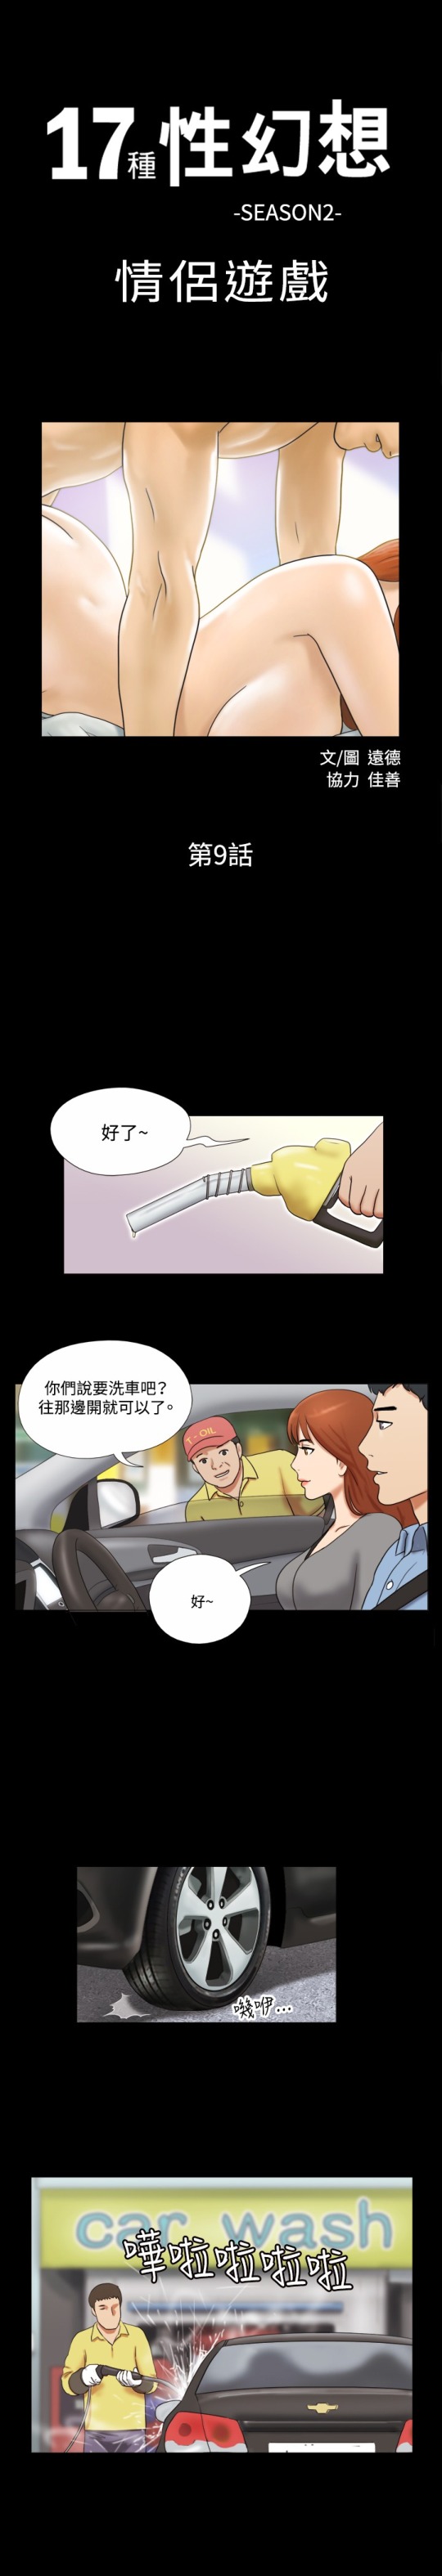 17種性幻想
-SEASON2-
情侶遊戲
文/圖 遠德
協力 佳善
第9話
好了~
你們說要洗車吧?
往那邊開就可以了。
T-OIL
好~
嘰咿...
car wash
嘩啦啦啦啦